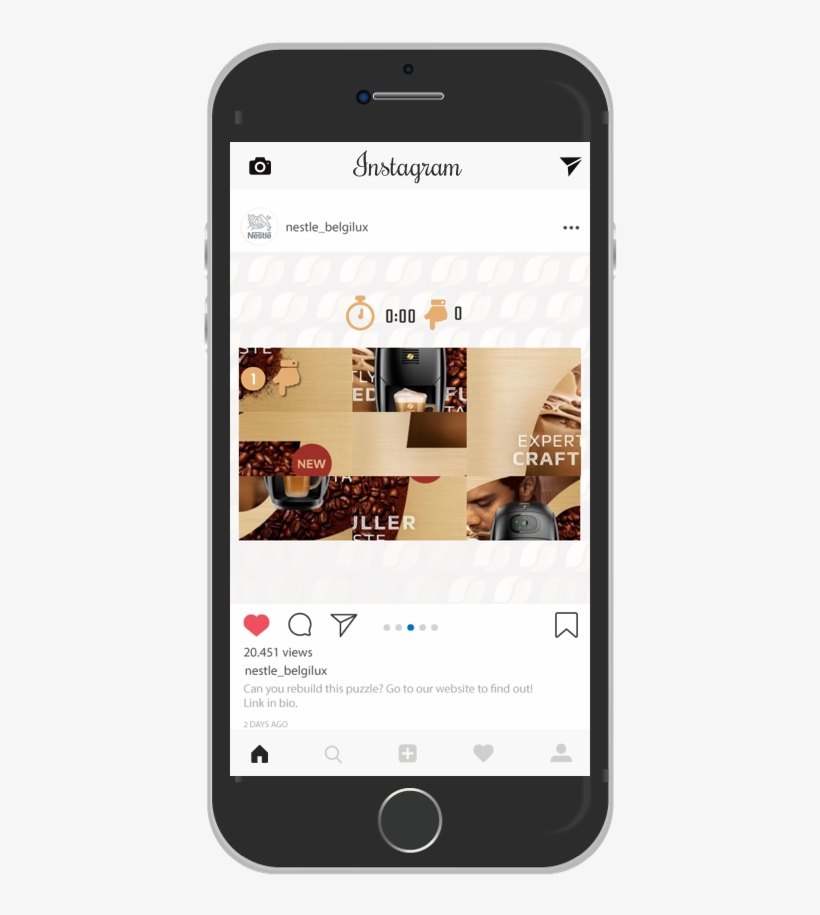 Instagram
Nestlé
nestle_belgilux
0:00 0
STE
1
LY
ED FU
TA
EXPERT
CRAFT
NEW
TA
ULLER
STE
20.451 views
nestle_belgilux
Can you rebuild this puzzle? Go to our website to find out!
Link in bio.
2 DAYS AGO